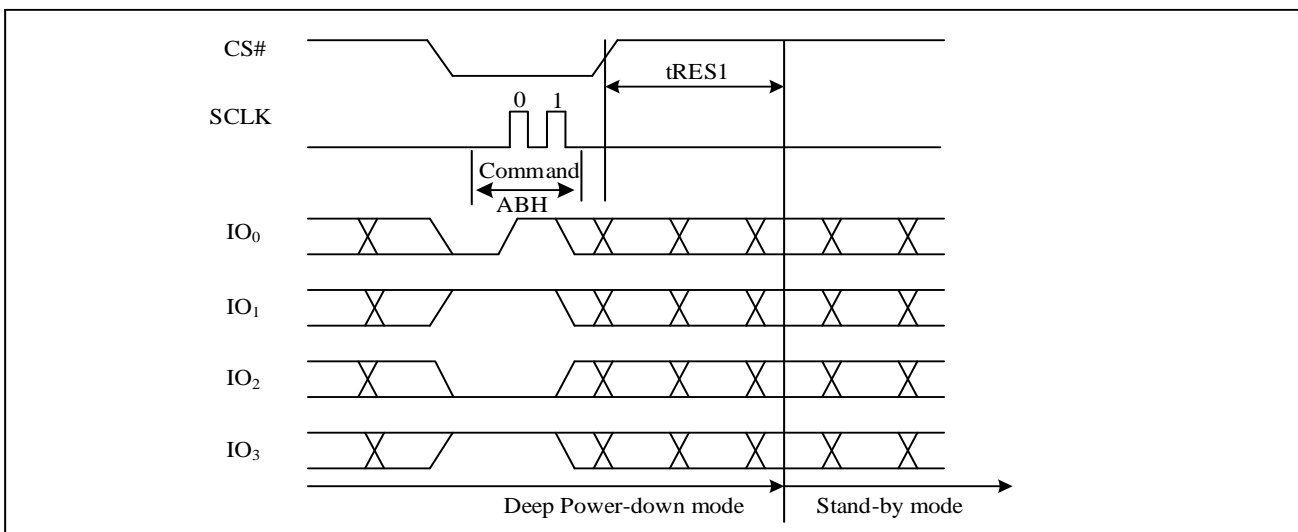 CS#
tRES1
0 1
SCLK
Command
ABH
IO₀
IO₁
IO₂
IO₃
Deep Power-down mode Stand-by mode